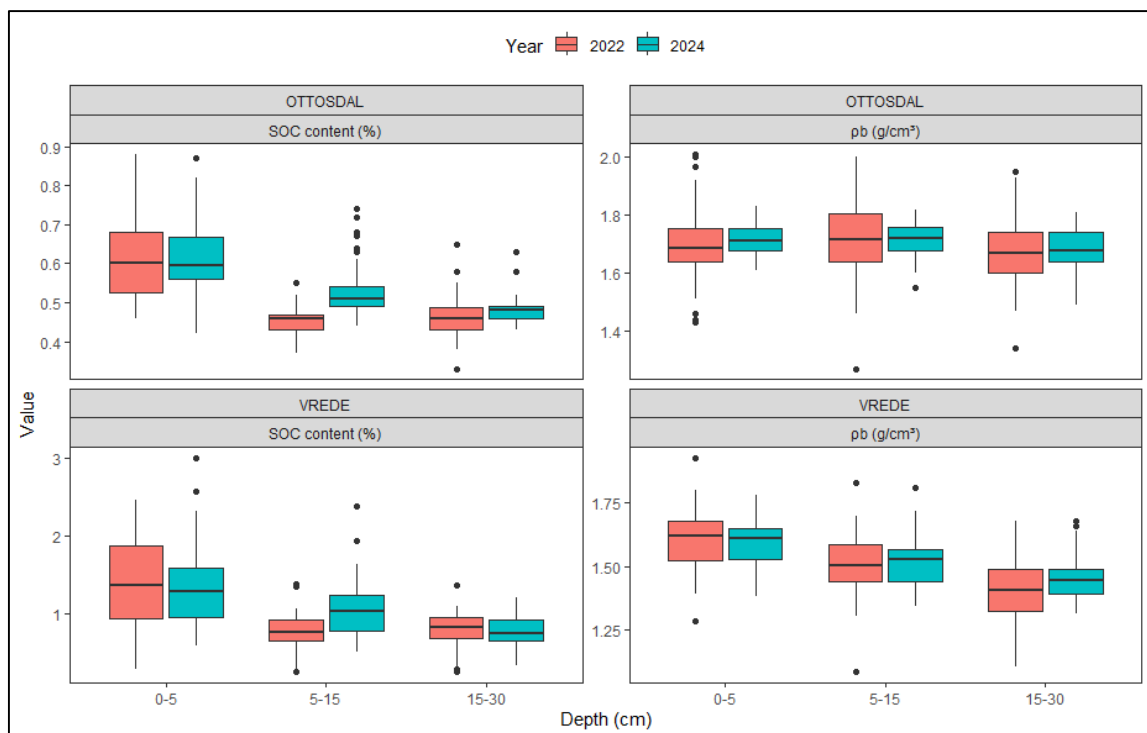 Year 2022 2024
OTTOSDAL
SOC content (%)
0.9
0.8
0.7
0.6
0.5
0.4
OTTOSDAL
ρb (g/cm³)
2.0
1.8
1.6
1.4
VREDE
SOC content (%)
3
2
1
VREDE
ρb (g/cm³)
1.75
1.50
1.25
0-5 5-15 15-30
0-5 5-15 15-30
Value
Depth (cm)